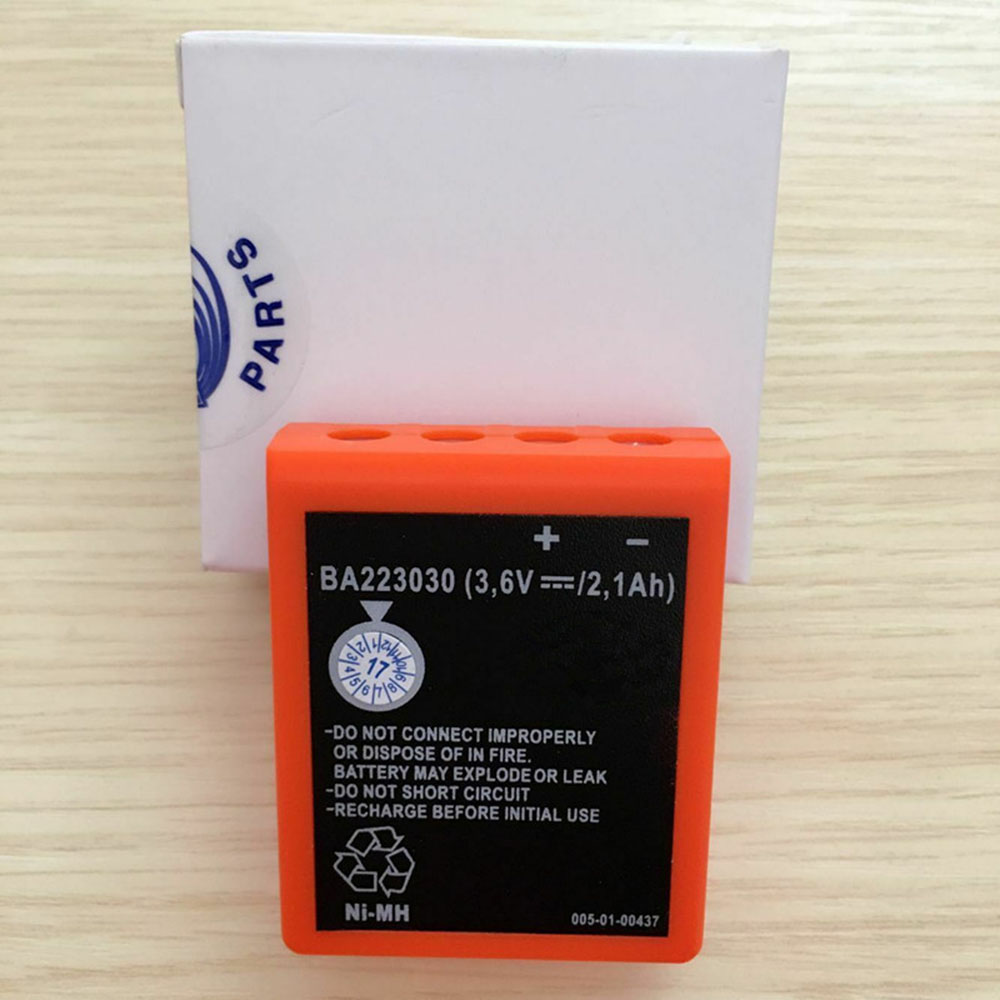 PARTS
+ −
BA223030 (3,6V ⎓/2,1Ah)
17
-DO NOT CONNECT IMPROPERLY
OR DISPOSE OF IN FIRE.
BATTERY MAY EXPLODE OR LEAK
-DO NOT SHORT CIRCUIT
-RECHARGE BEFORE INITIAL USE
Ni-MH
005-01-00437